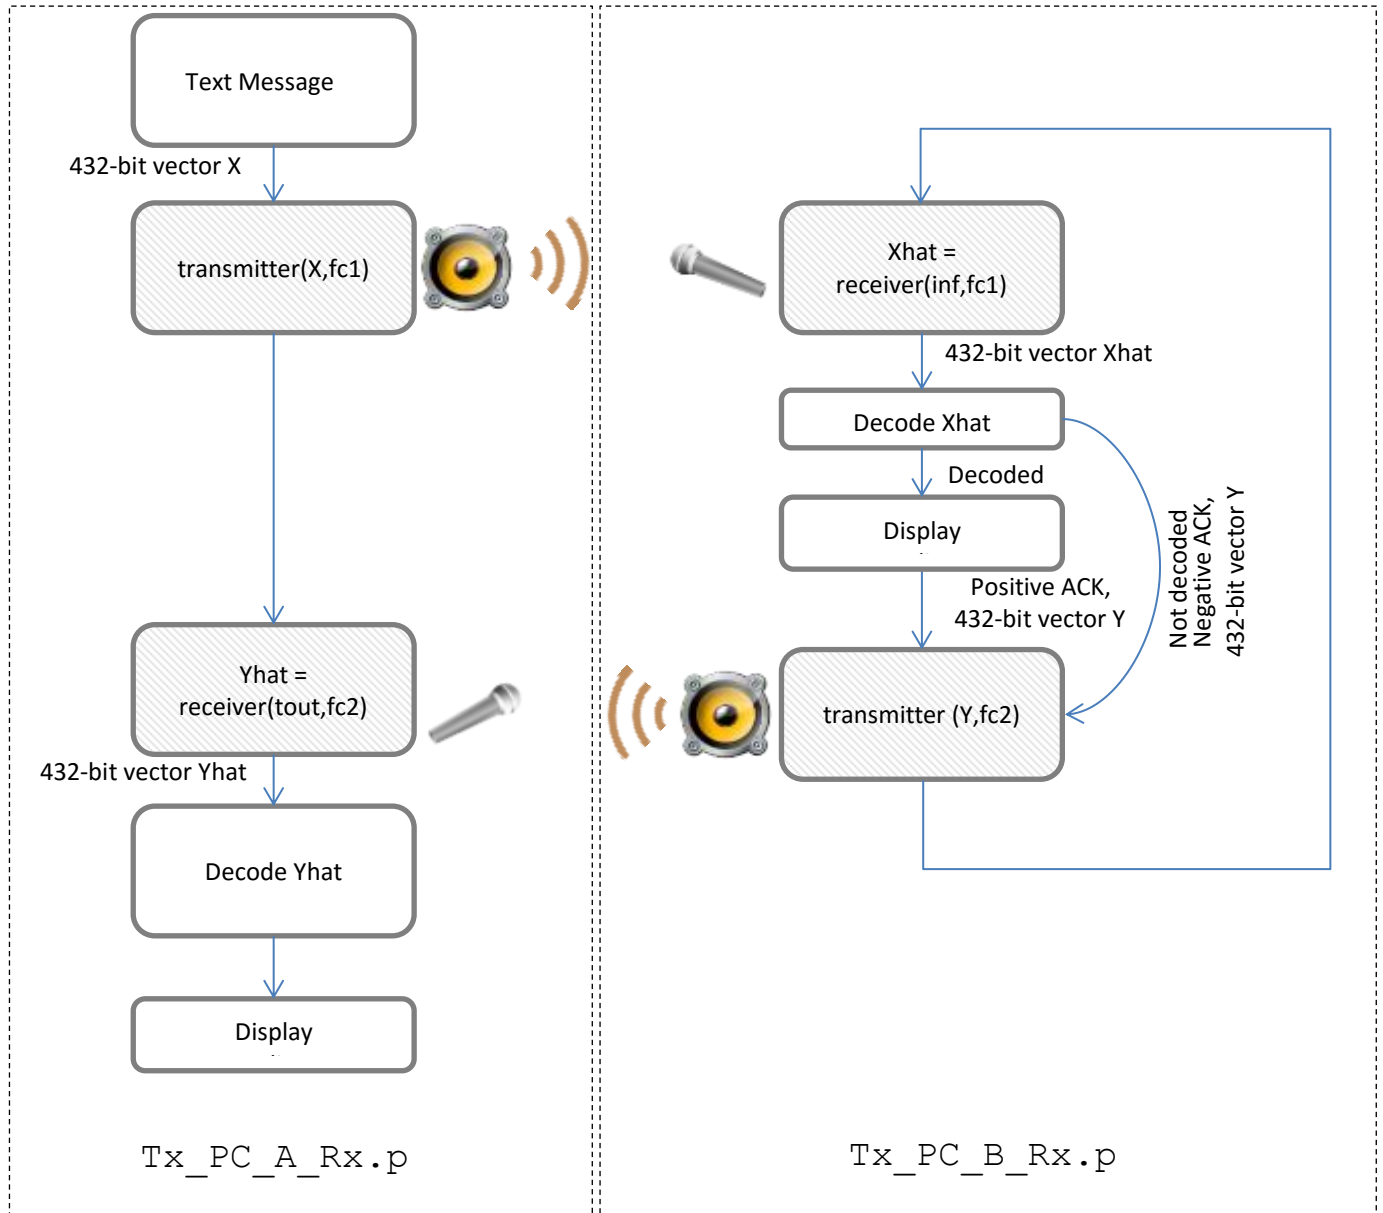 Text Message
432-bit vector X
transmitter(X,fc1)
Yhat =
receiver(tout,fc2)
432-bit vector Yhat
Decode Yhat
Display
Tx_PC_A_Rx.p
Xhat =
receiver(inf,fc1)
432-bit vector Xhat
Decode Xhat
Decoded
Display
Positive ACK,
432-bit vector Y
Not decoded
Negative ACK,
432-bit vector Y
transmitter (Y,fc2)
Tx_PC_B_Rx.p